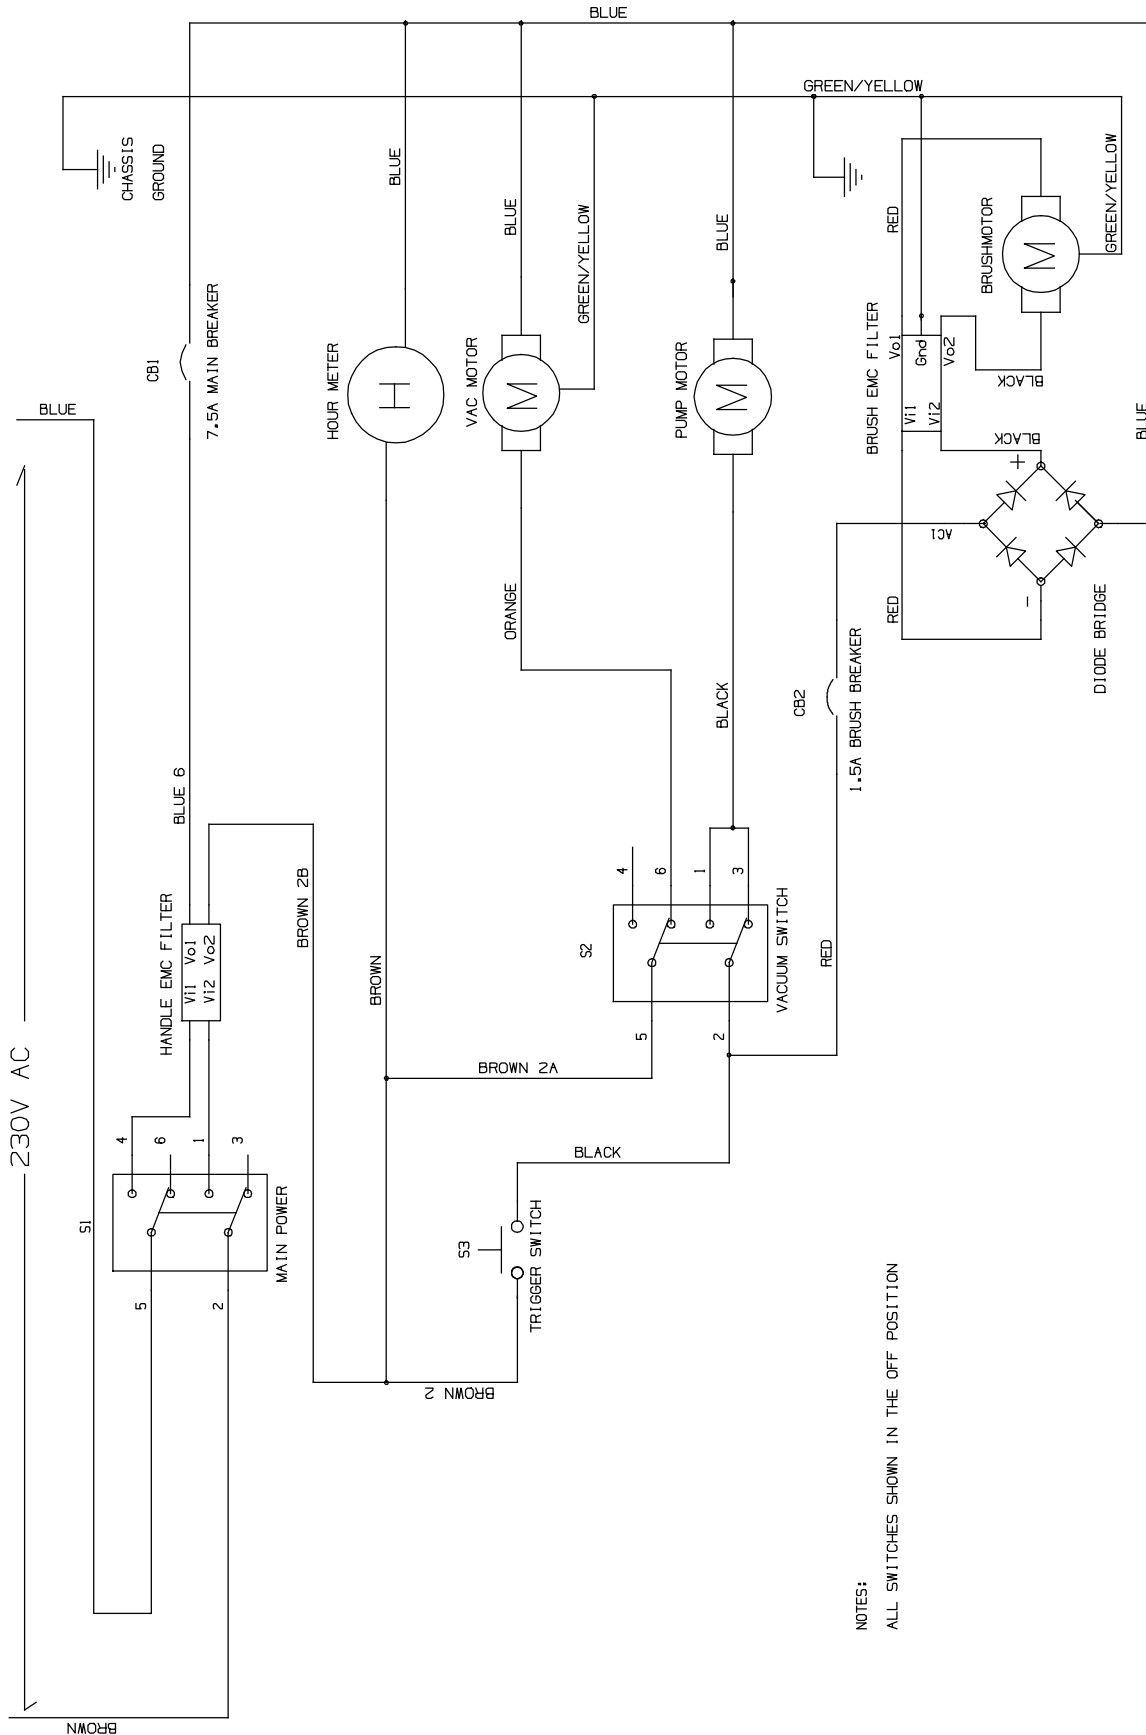 BLUE
GREEN/YELLOW
CHASSIS
GROUND
BLUE
BLUE
GREEN/YELLOW
BLUE
RED
BRUSHMOTOR
M
GREEN/YELLOW
CB1
7.5A MAIN BREAKER
HOUR METER
H
VAC MOTOR
M
PUMP MOTOR
M
BRUSH EMC FILTER
Vo1
Gnd
Vo2
Vi1
Vi2
BLACK
BLACK
BLUE
BLUE
230V AC
+
AC1
-
RED
DIODE BRIDGE
ORANGE
BLACK
CB2
1.5A BRUSH BREAKER
BLUE 6
HANDLE EMC FILTER
Vi1 Vo1
Vi2 Vo2
BROWN 2B
BROWN
4
6
1
3
S2
VACUUM SWITCH
RED
5
2
BROWN 2A
4
6
1
3
S1
MAIN POWER
5
2
BLACK
S3
TRIGGER SWITCH
BROWN 2
BROWN
NOTES:
ALL SWITCHES SHOWN IN THE OFF POSITION